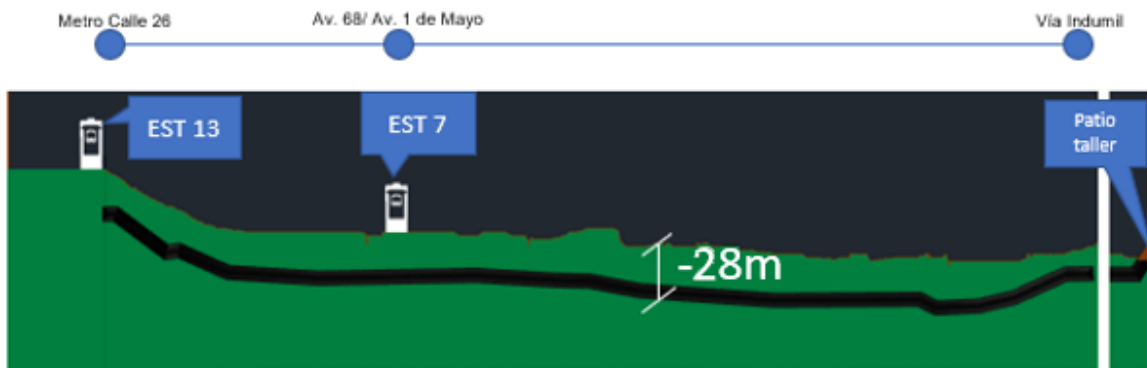 Metro Calle 26
Av. 68/ Av. 1 de Mayo
Vía Indumil
EST 13
EST 7
Patio
taller
-28m